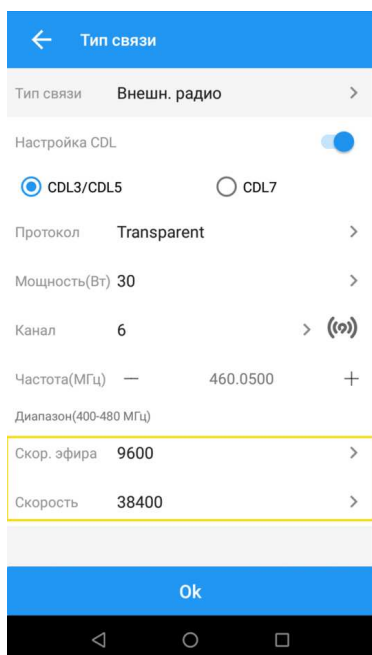 Тип связи
Тип связи Внешн. радио
Настройка CDL
CDL3/CDL5 CDL7
Протокол Transparent
Мощность(Вт) 30
Канал 6
Частота(МГц) — 460.0500 +
Диапазон(400-480 МГц)
Скор. эфира 9600
Скорость 38400
Ok